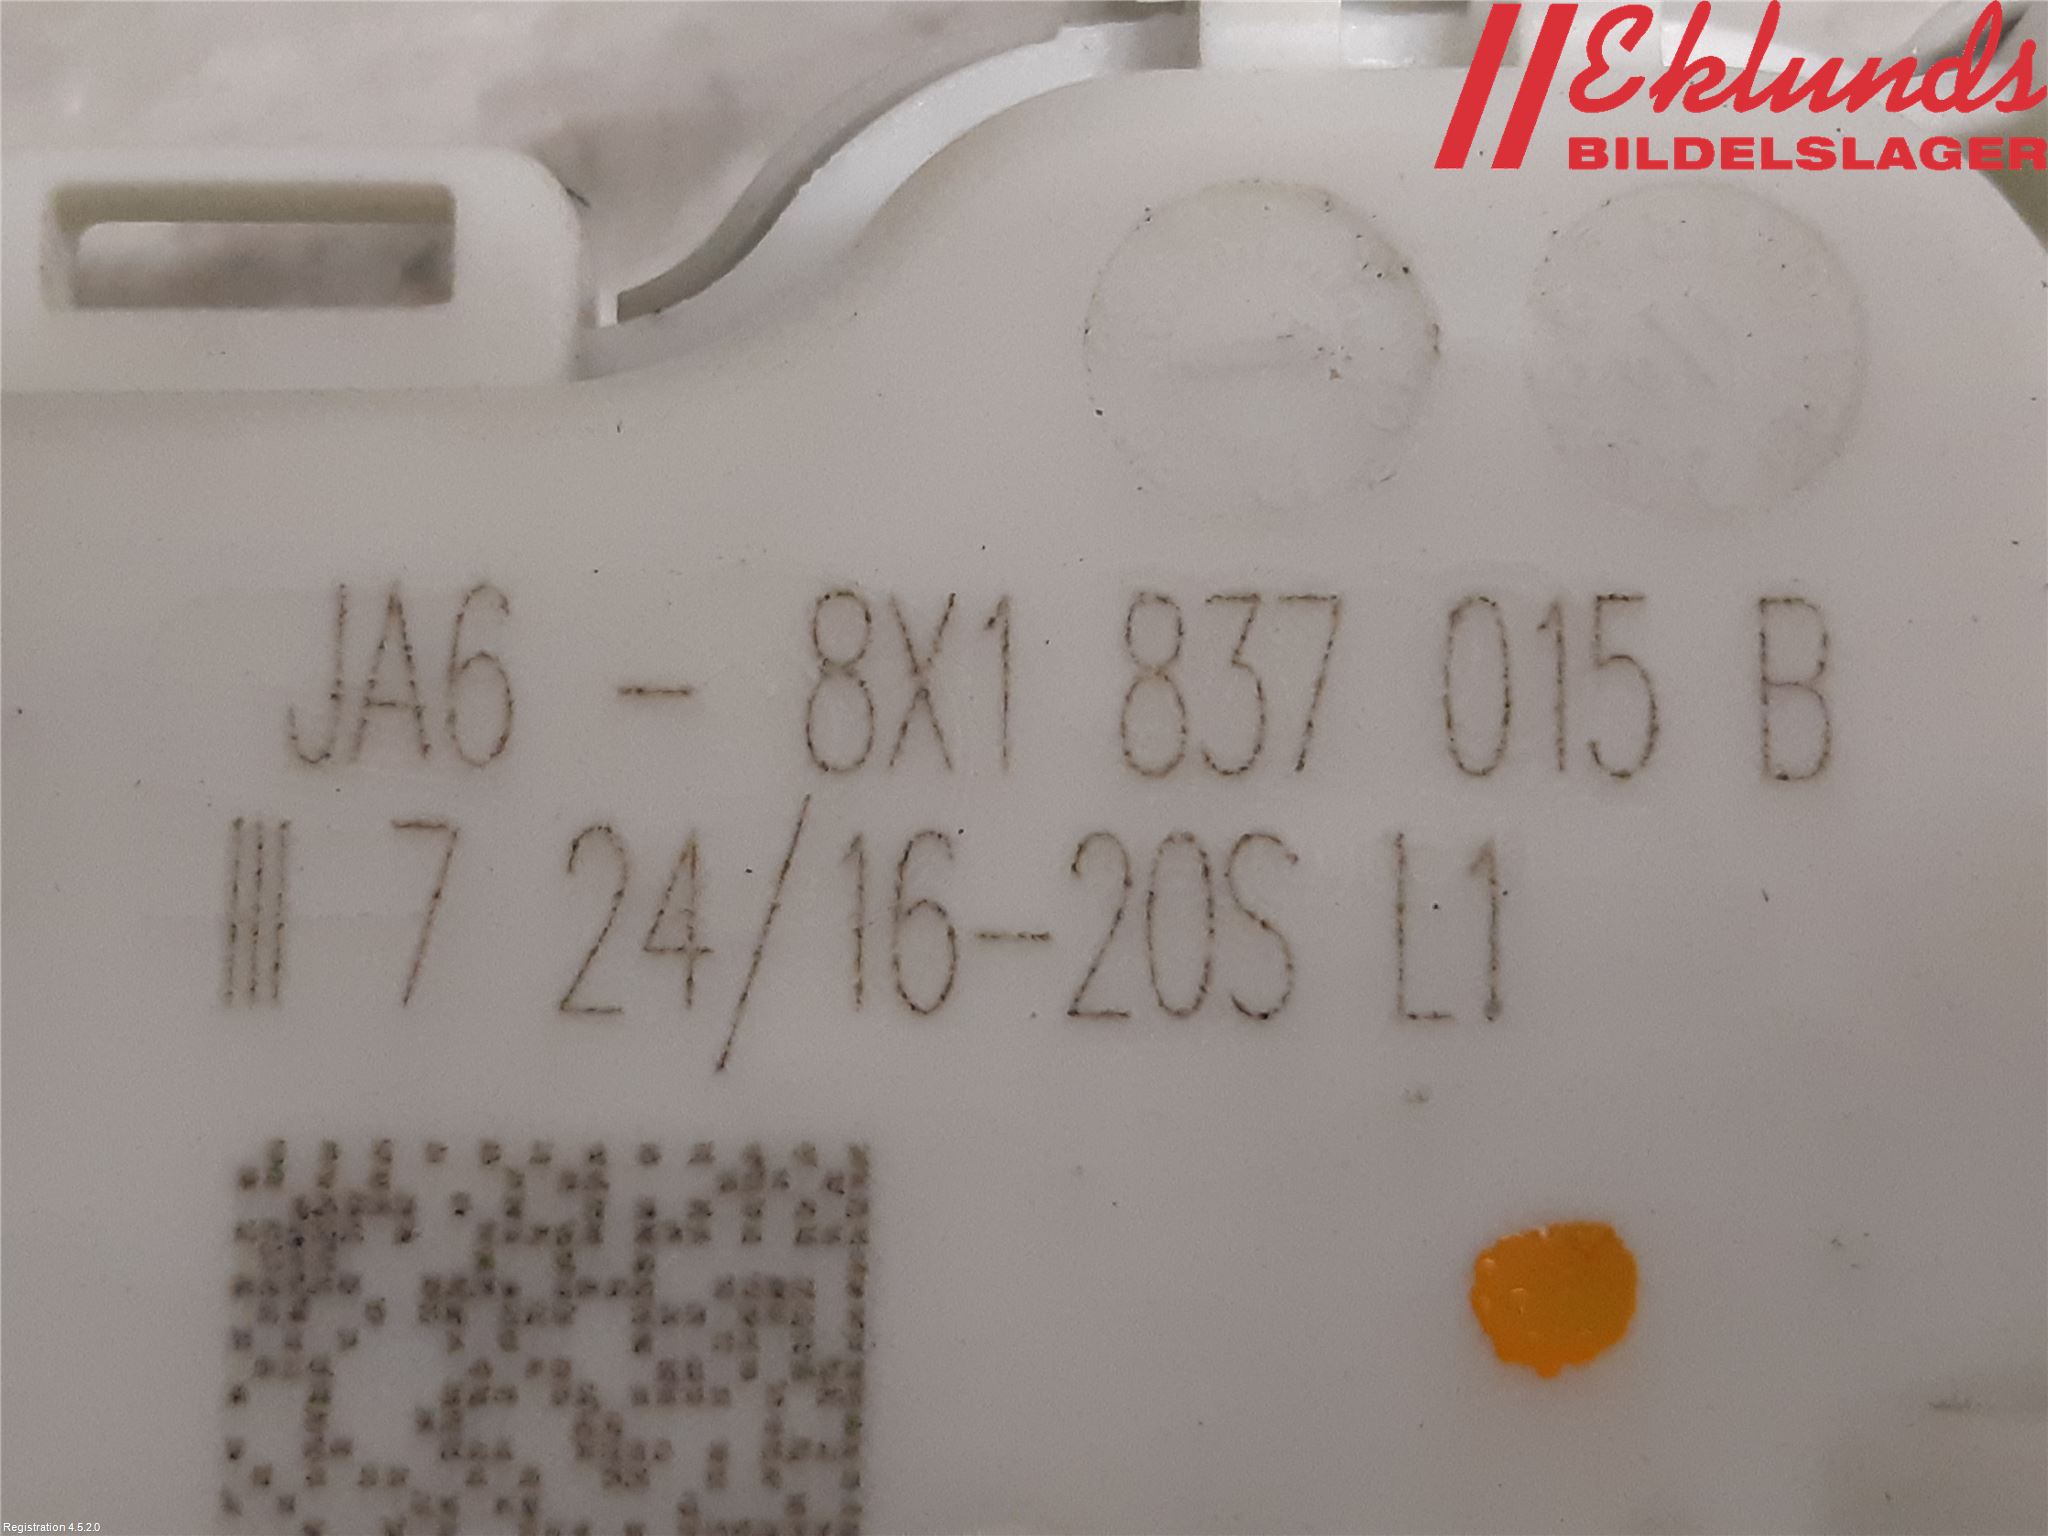 Eklunds
BILDELSLAGER
JA6 - 8X1 837 015 B
III 7 24/16-20S L1
Registration 4.5.2.0